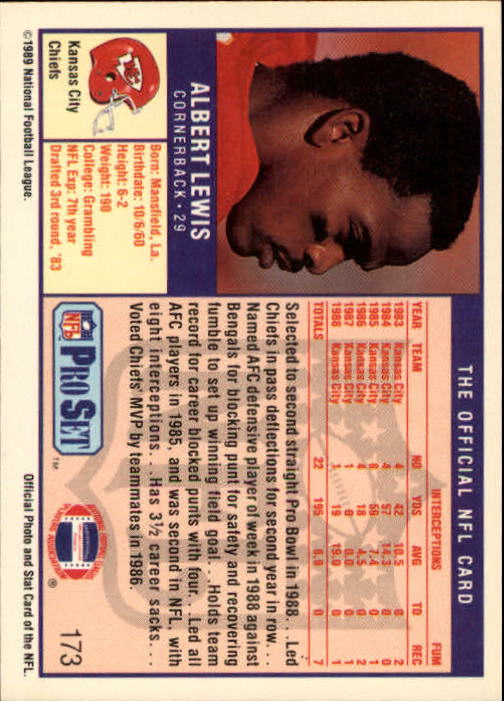 THE OFFICIAL NFL CARD
ALBERT LEWIS
CORNERBACK • 29
Kansas City
Chiefs
Born: Mansfield, La.
Birthdate: 10/6/60
Height: 6-2
Weight: 190
College: Grambling
NFL Exp: 7th year
Drafted 3rd round, '83
INTERCEPTIONS FUM
YEAR TEAM NO YDS AVG TD REC
1983 Kansas City 4 42 10.5 0 2
1984 Kansas City 4 57 14.3 0 0
1985 Kansas City 8 59 7.4 0 1
1986 Kansas City 4 18 4.5 0 2
1987 Kansas City 1 0 0.0 0 1
1988 Kansas City 1 19 19.0 0 1
TOTALS 22 195 8.9 0 7
Selected to second straight Pro Bowl in 1988...Led
Chiefs in pass deflections for second year in row...
Named AFC defensive player of week in 1988 against
Bengals for blocking punt for safety and recovering
fumble to set up winning field goal...Holds team
record for career blocked punts with four...Led all
AFC players in 1985, and was second in NFL, with
eight interceptions...Has 3½ career sacks...
Voted Chiefs' MVP by teammates in 1986.
NFL PRO SET ™
NATIONAL FOOTBALL LEAGUE
PLAYERS ASSOCIATION ®
173
©1989 National Football League.
Official Photo and Stat Card of the NFL.